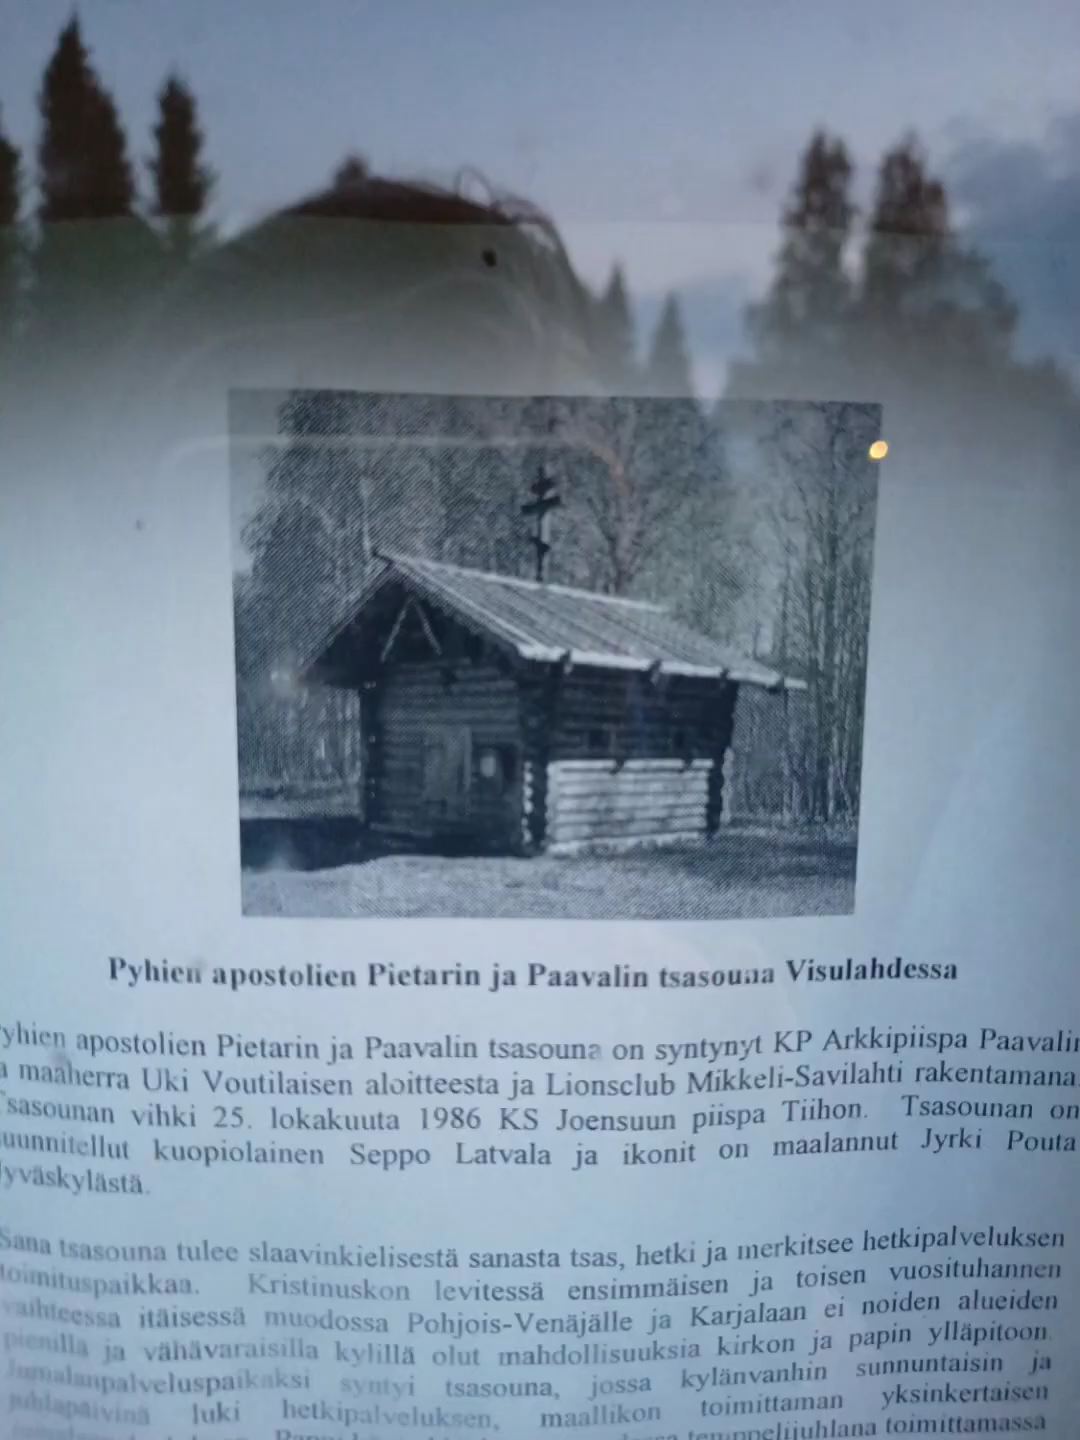 Pyhien apostolien Pietarin ja Paavalin tsasouna Visulahdessa
yhien apostolien Pietarin ja Paavalin tsasouna on syntynyt KP Arkkipiispa Paavalin
a maaherra Uki Voutilaisen aloitteesta ja Lionsclub Mikkeli-Savilahti rakentamana.
Tsasounan vihki 25. lokakuuta 1986 KS Joensuun piispa Tiihon. Tsasounan on
suunnitellut kuopiolainen Seppo Latvala ja ikonit on maalannut Jyrki Pouta
Jyväskylästä.
Sana tsasouna tulee slaavinkielisestä sanasta tsas, hetki ja merkitsee hetkipalveluksen
toimituspaikkaa. Kristinuskon levitessä ensimmäisen ja toisen vuosituhannen
vaihteessa itäisessä muodossa Pohjois-Venäjälle ja Karjalaan ei noiden alueiden
pienillä ja vähävaraisilla kylillä olut mahdollisuuksia kirkon ja papin ylläpitoon.
Jumalanpalveluspaikaksi syntyi tsasouna, jossa kylänvanhin sunnuntaisin ja
juhlapäivinä luki hetkipalveluksen, maallikon toimittaman yksinkertaisen
temppelijuhlana toimittamassa